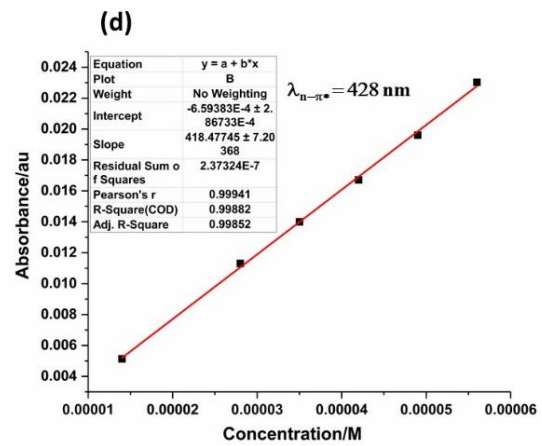 (d)
Equation y = a + b*x
Plot B
Weight No Weighting
Intercept -6.59383E-4 ± 2.
86733E-4
Slope 418.47745 ± 7.20
368
Residual Sum o
f Squares 2.37324E-7
Pearson's r 0.99941
R-Square(COD) 0.99882
Adj. R-Square 0.99852
λn–π* = 428 nm
Absorbance/au
0.024
0.022
0.020
0.018
0.016
0.014
0.012
0.010
0.008
0.006
0.004
0.00001 0.00002 0.00003 0.00004 0.00005 0.00006
Concentration/M